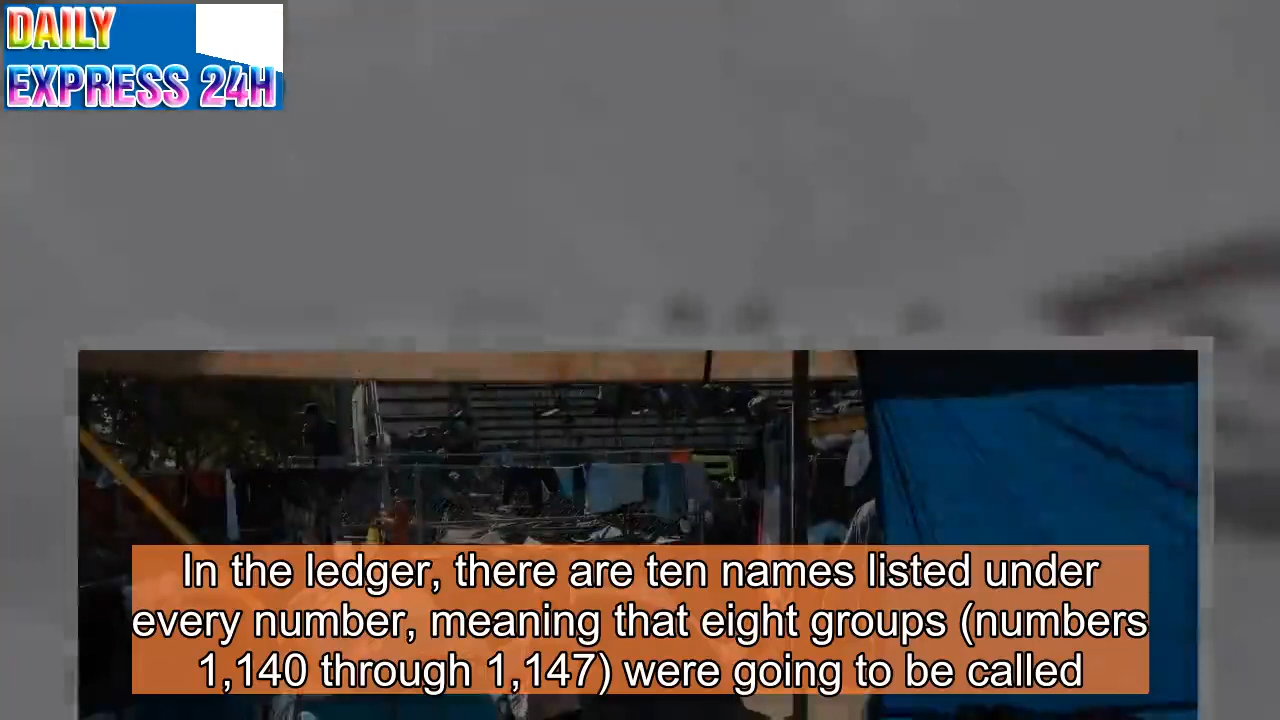 DAILY
EXPRESS 24H
In the ledger, there are ten names listed under
every number, meaning that eight groups (numbers
1,140 through 1,147) were going to be called